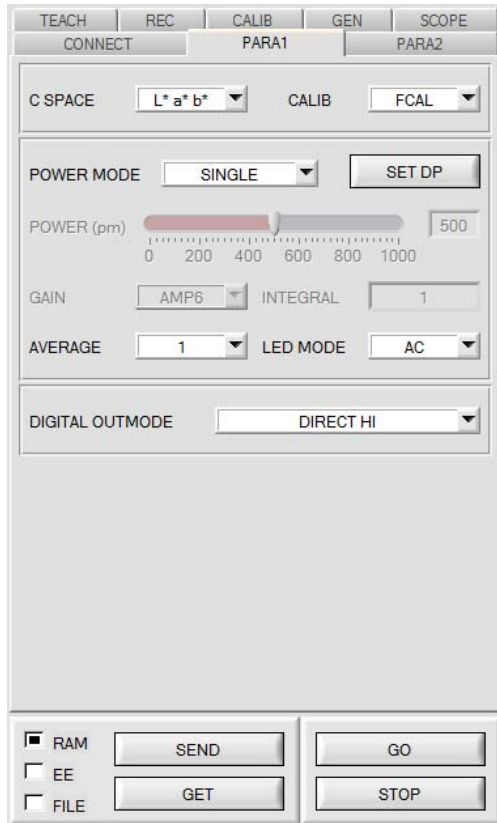 TEACH REC CALIB GEN SCOPE
CONNECT PARA1 PARA2
C SPACE L* a* b* CALIB FCAL
POWER MODE SINGLE SET DP
POWER (pm) 500
0 200 400 600 800 1000
GAIN AMP6 INTEGRAL 1
AVERAGE 1 LED MODE AC
DIGITAL OUTMODE DIRECT HI
RAM SEND GO
EE
GET STOP
FILE